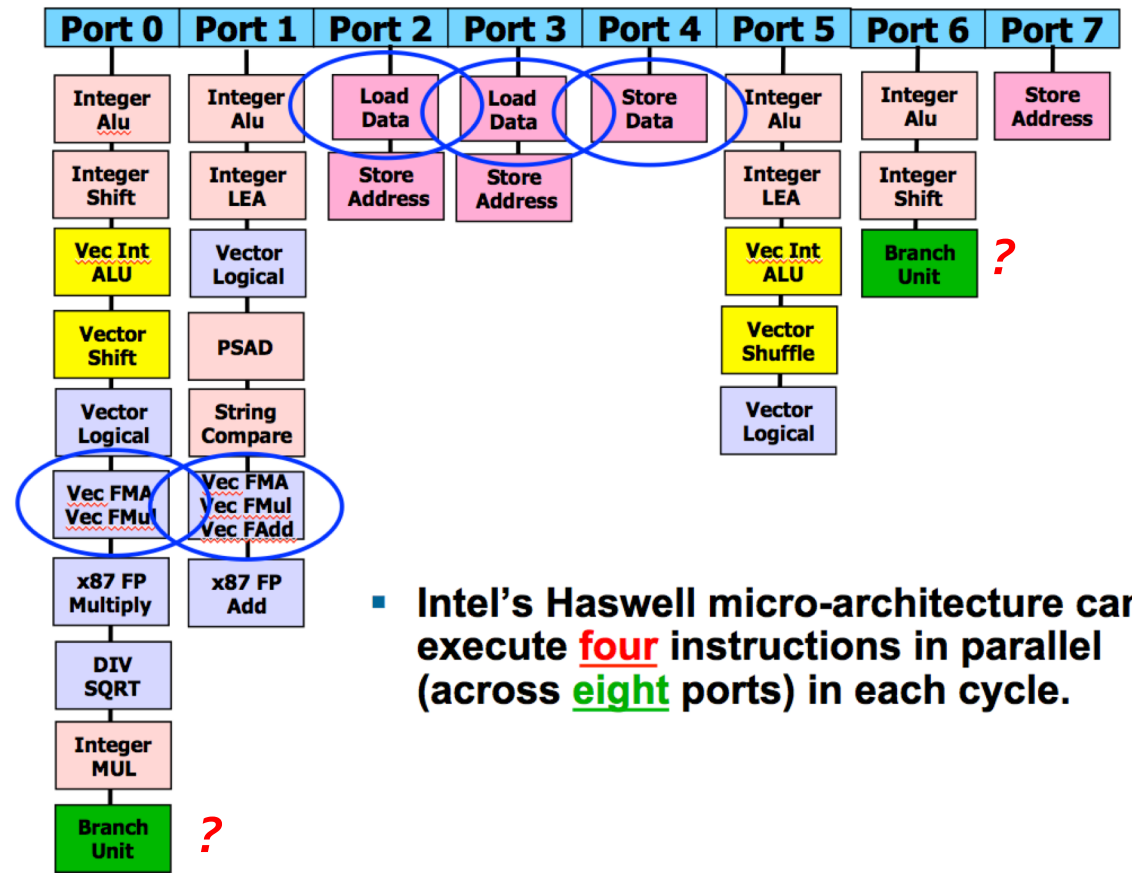 Port 0
Port 1
Port 2
Port 3
Port 4
Port 5
Port 6
Port 7
Integer
Alu
Integer
Shift
Vec Int
ALU
Vector
Shift
Vector
Logical
Vec FMA
Vec FMul
x87 FP
Multiply
DIV
SQRT
Integer
MUL
Branch
Unit
?
Integer
Alu
Integer
LEA
Vector
Logical
PSAD
String
Compare
Vec FMA
Vec FMul
Vec FAdd
x87 FP
Add
Load
Data
Store
Address
Load
Data
Store
Address
Store
Data
Integer
Alu
Integer
LEA
Vec Int
ALU
Vector
Shuffle
Vector
Logical
Integer
Alu
Integer
Shift
Branch
Unit
?
Store
Address
▪ Intel's Haswell micro-architecture can
execute four instructions in parallel
(across eight ports) in each cycle.